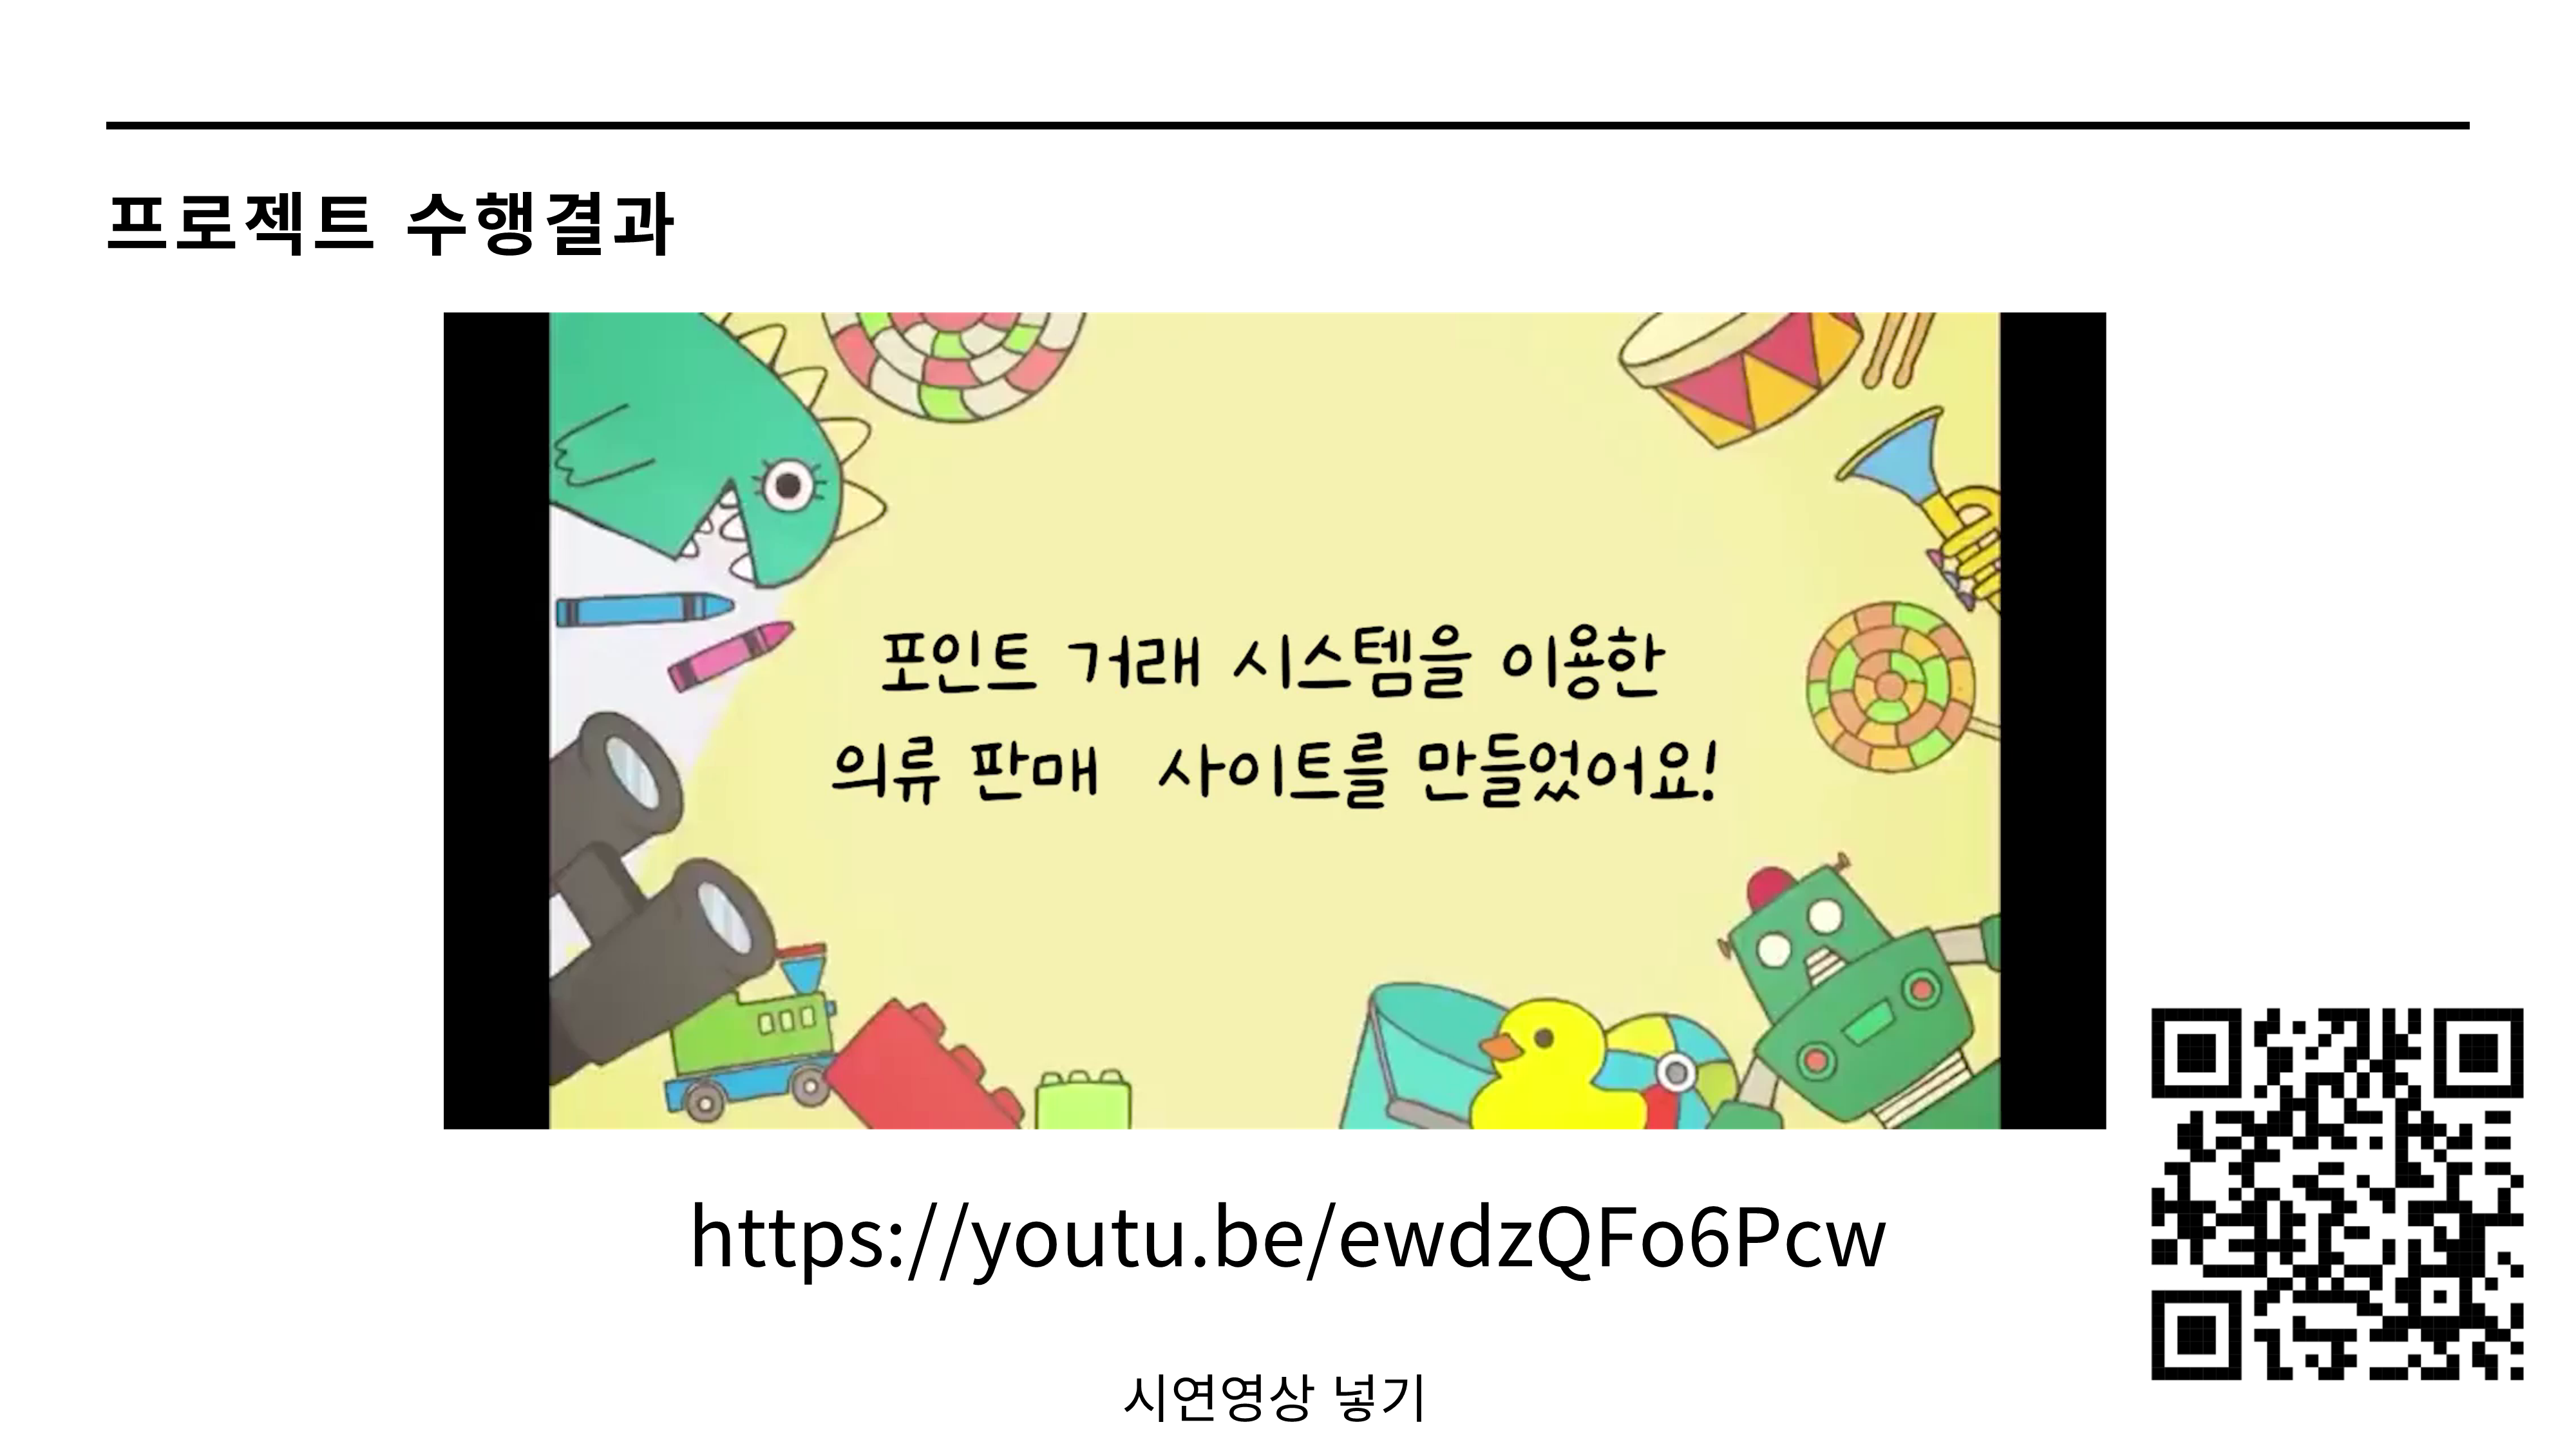 프로젝트 수행결과
포인트 거래 시스템을 이용한
의류 판매 사이트를 만들었어요!
https://youtu.be/ewdzQFo6Pcw
시연영상 넣기